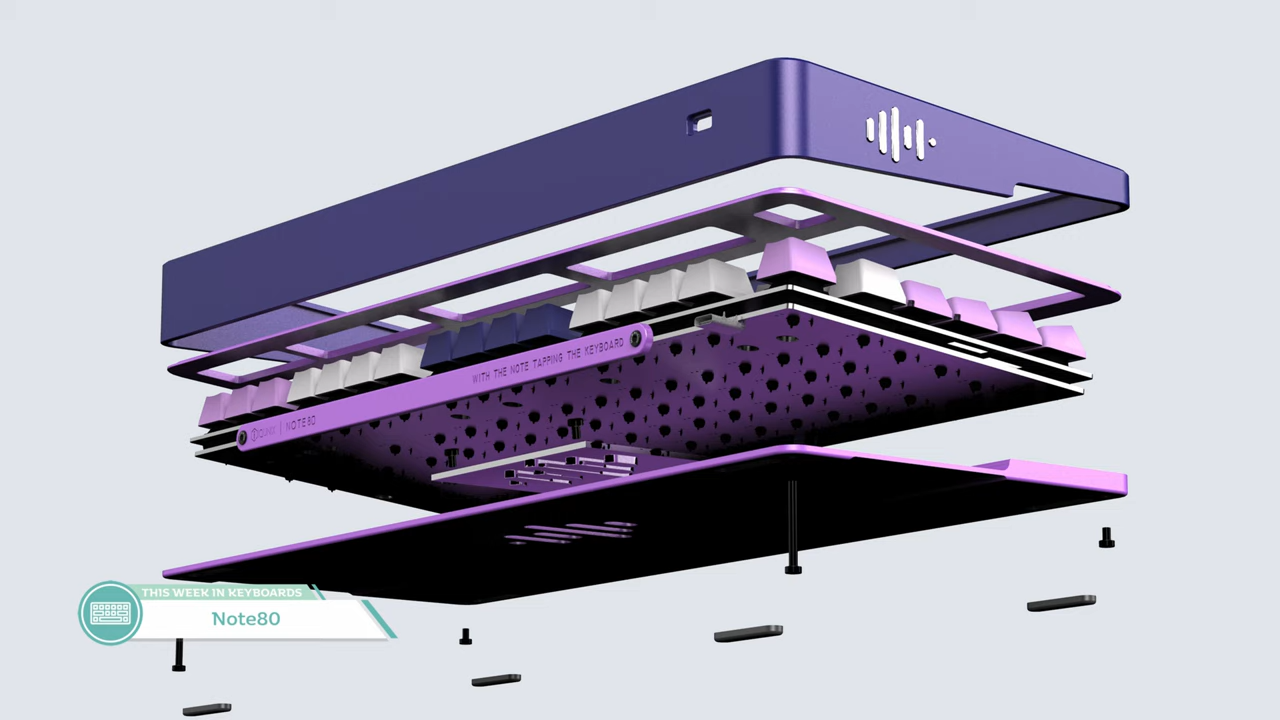 WITH THE NOTE TAPPING THE KEYBOARD
NOTE80
THIS WEEK IN KEYBOARDS
Note80